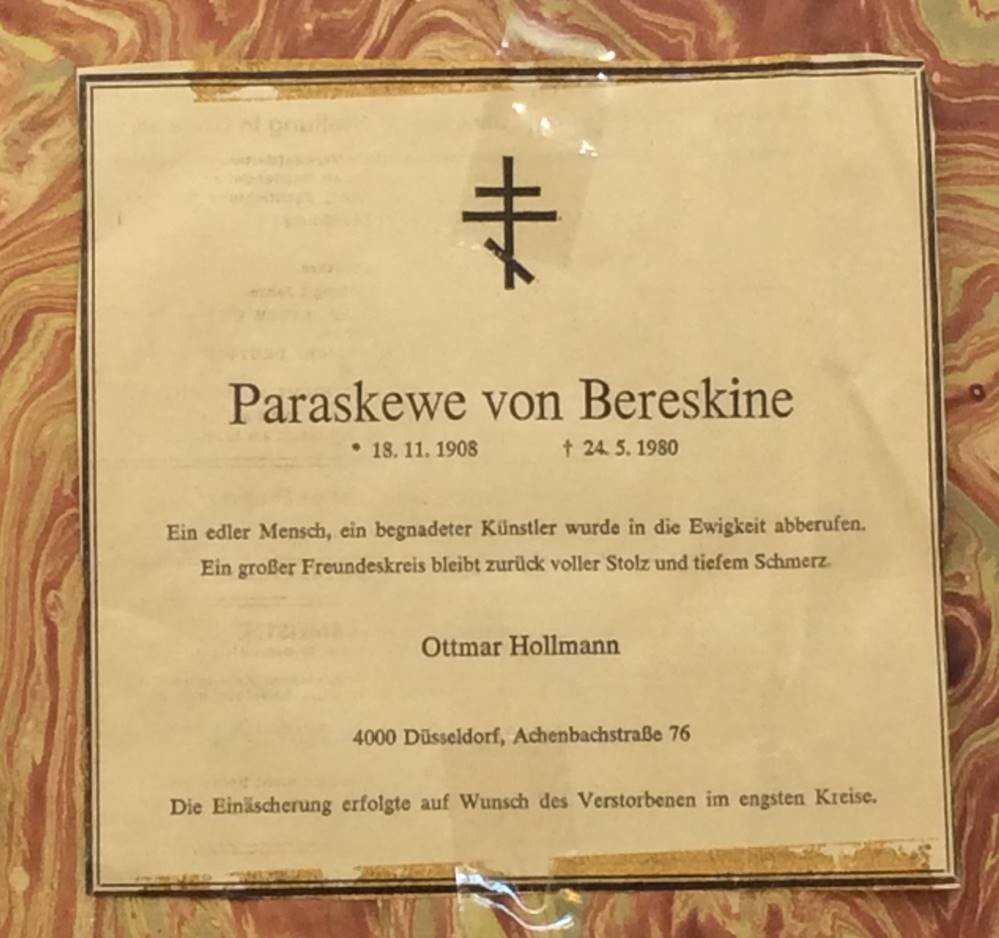 Paraskewe von Bereskine
* 18. 11. 1908 † 24. 5. 1980
Ein edler Mensch, ein begnadeter Künstler wurde in die Ewigkeit abberufen.
Ein großer Freundeskreis bleibt zurück voller Stolz und tiefem Schmerz.
Ottmar Hollmann
4000 Düsseldorf, Achenbachstraße 76
Die Einäscherung erfolgte auf Wunsch des Verstorbenen im engsten Kreise.